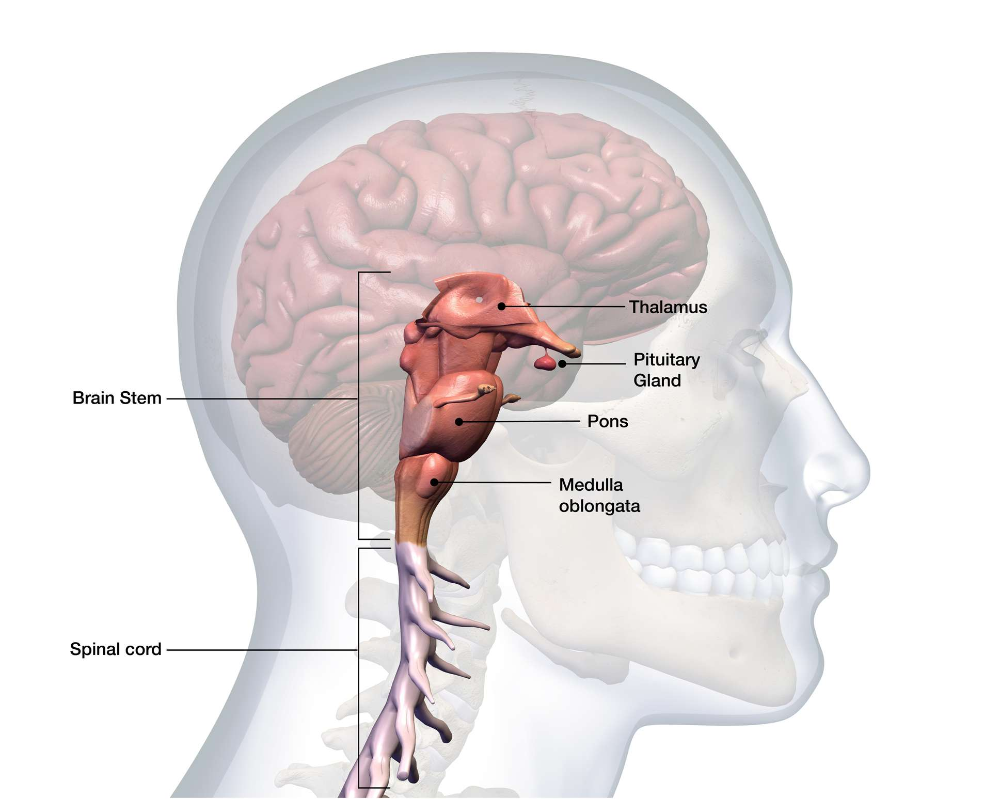 Thalamus
Pituitary
Gland
Brain Stem
Pons
Medulla
oblongata
Spinal cord